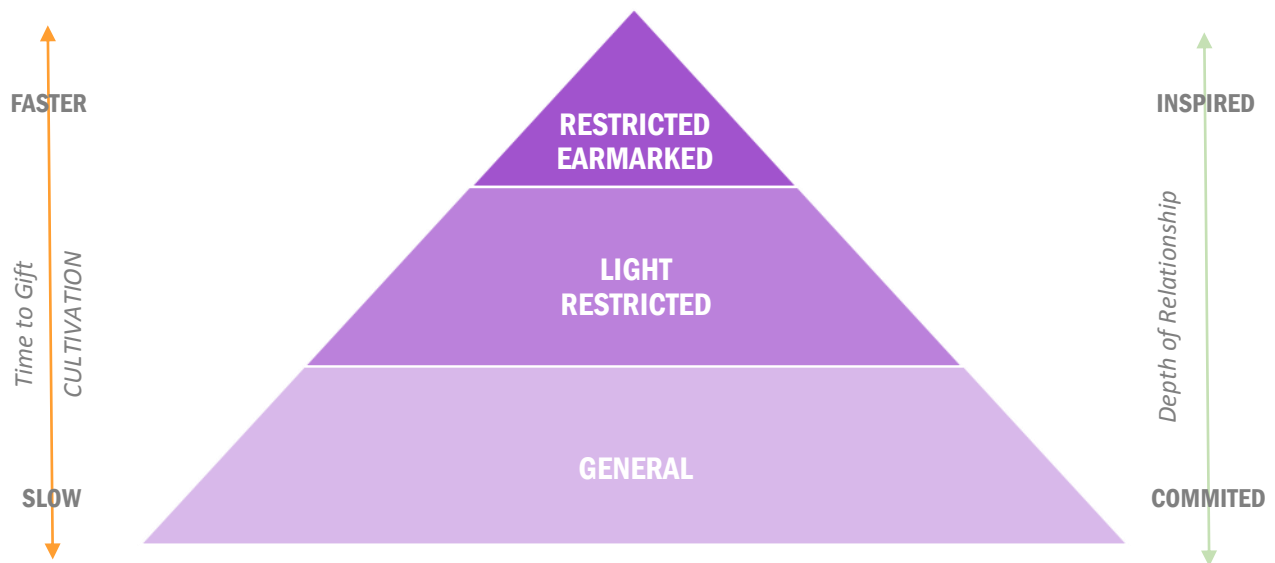 FASTER
INSPIRED
RESTRICTED
EARMARKED
Time to Gift
CULTIVATION
LIGHT
RESTRICTED
Depth of Relationship
GENERAL
SLOW
COMMITED